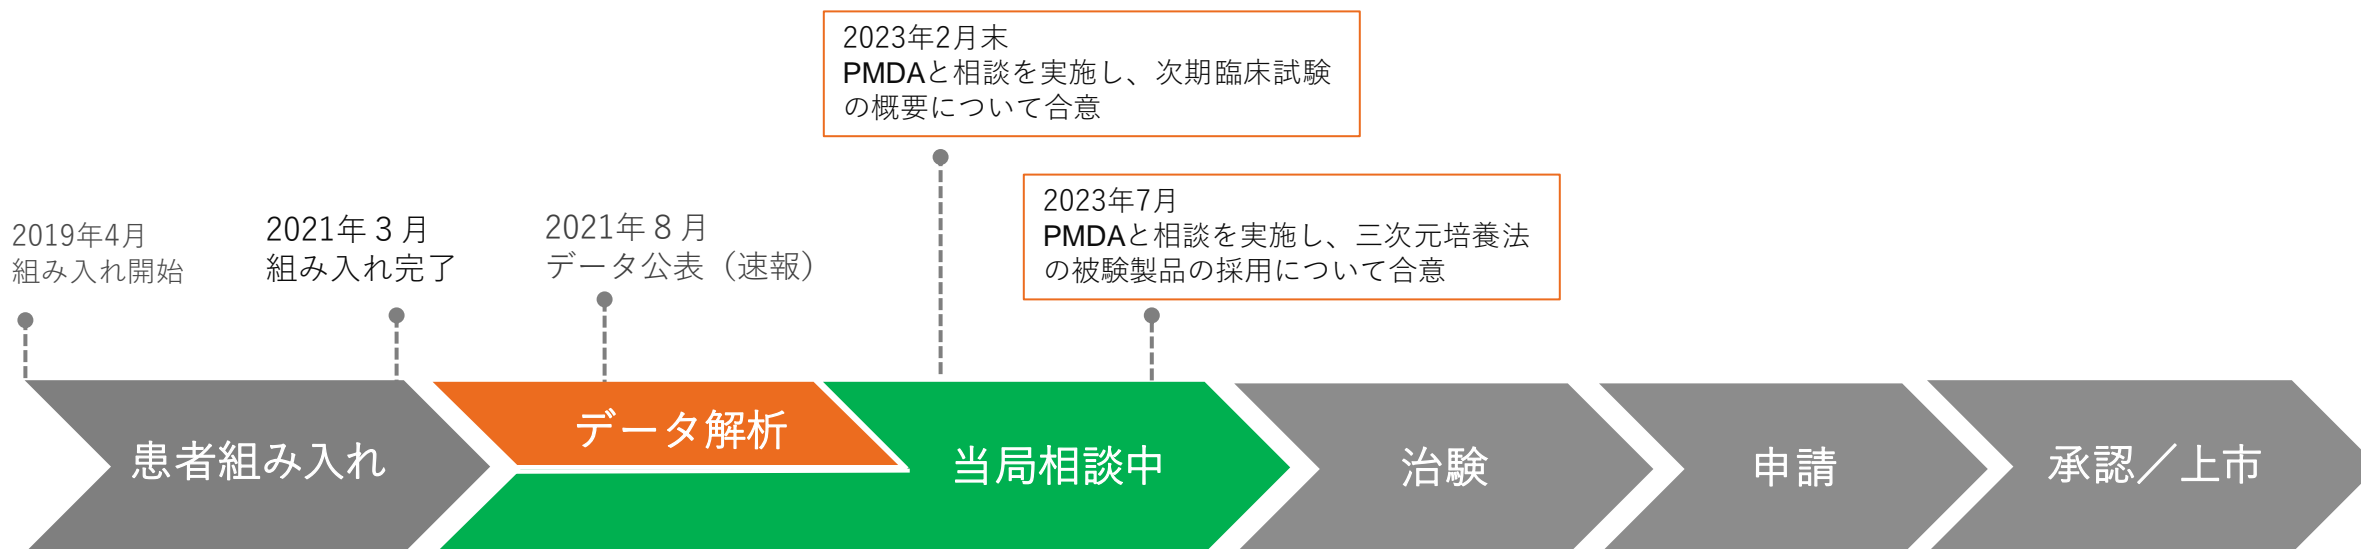 2023年2月末
PMDAと相談を実施し、次期臨床試験
の概要について合意
2023年7月
PMDAと相談を実施し、三次元培養法
の被験製品の採用について合意
2019年4月
組み入れ開始
2021年３月
組み入れ完了
2021年８月
データ公表（速報）
患者組み入れ
データ解析
当局相談中
治験
申請
承認／上市